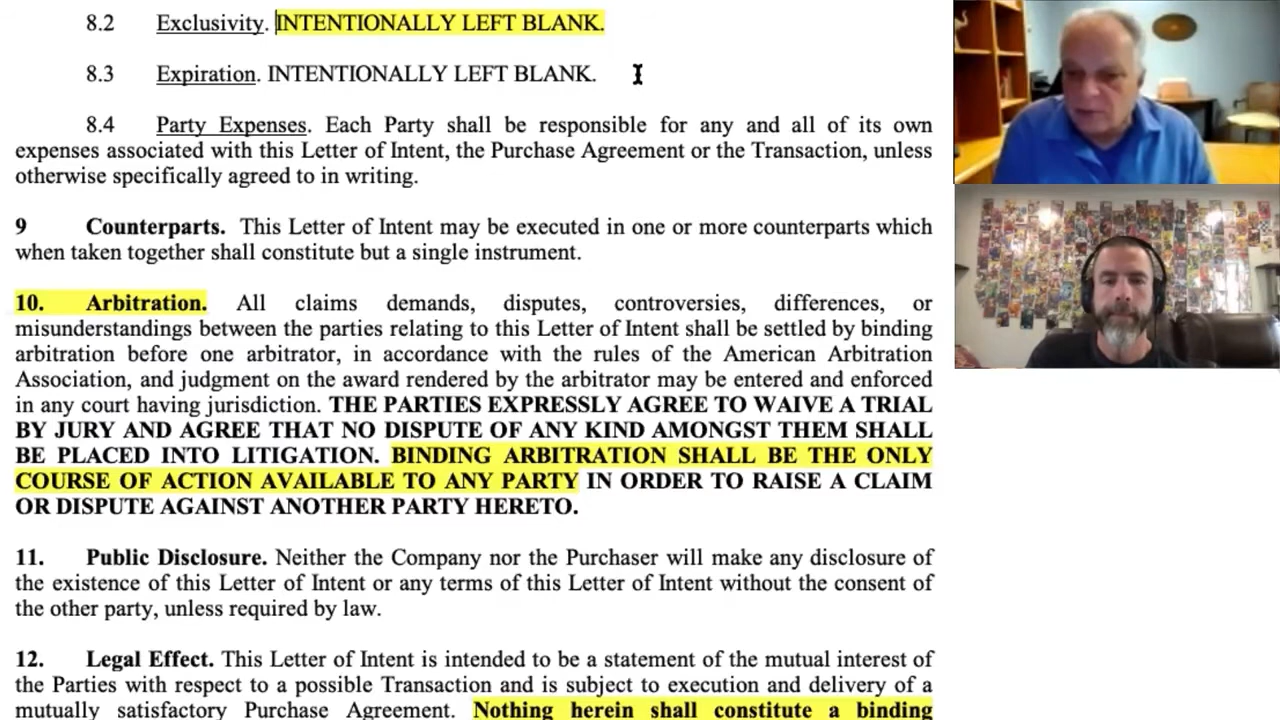 8.2 Exclusivity. INTENTIONALLY LEFT BLANK.
8.3 Expiration. INTENTIONALLY LEFT BLANK.
8.4 Party Expenses. Each Party shall be responsible for any and all of its own
expenses associated with this Letter of Intent, the Purchase Agreement or the Transaction, unless
otherwise specifically agreed to in writing.
9 Counterparts. This Letter of Intent may be executed in one or more counterparts which
when taken together shall constitute but a single instrument.
10. Arbitration. All claims demands, disputes, controversies, differences, or
misunderstandings between the parties relating to this Letter of Intent shall be settled by binding
arbitration before one arbitrator, in accordance with the rules of the American Arbitration
Association, and judgment on the award rendered by the arbitrator may be entered and enforced
in any court having jurisdiction. THE PARTIES EXPRESSLY AGREE TO WAIVE A TRIAL
BY JURY AND AGREE THAT NO DISPUTE OF ANY KIND AMONGST THEM SHALL
BE PLACED INTO LITIGATION. BINDING ARBITRATION SHALL BE THE ONLY
COURSE OF ACTION AVAILABLE TO ANY PARTY IN ORDER TO RAISE A CLAIM
OR DISPUTE AGAINST ANOTHER PARTY HERETO.
11. Public Disclosure. Neither the Company nor the Purchaser will make any disclosure of
the existence of this Letter of Intent or any terms of this Letter of Intent without the consent of
the other party, unless required by law.
12. Legal Effect. This Letter of Intent is intended to be a statement of the mutual interest of
the Parties with respect to a possible Transaction and is subject to execution and delivery of a
mutually satisfactory Purchase Agreement. Nothing herein shall constitute a binding